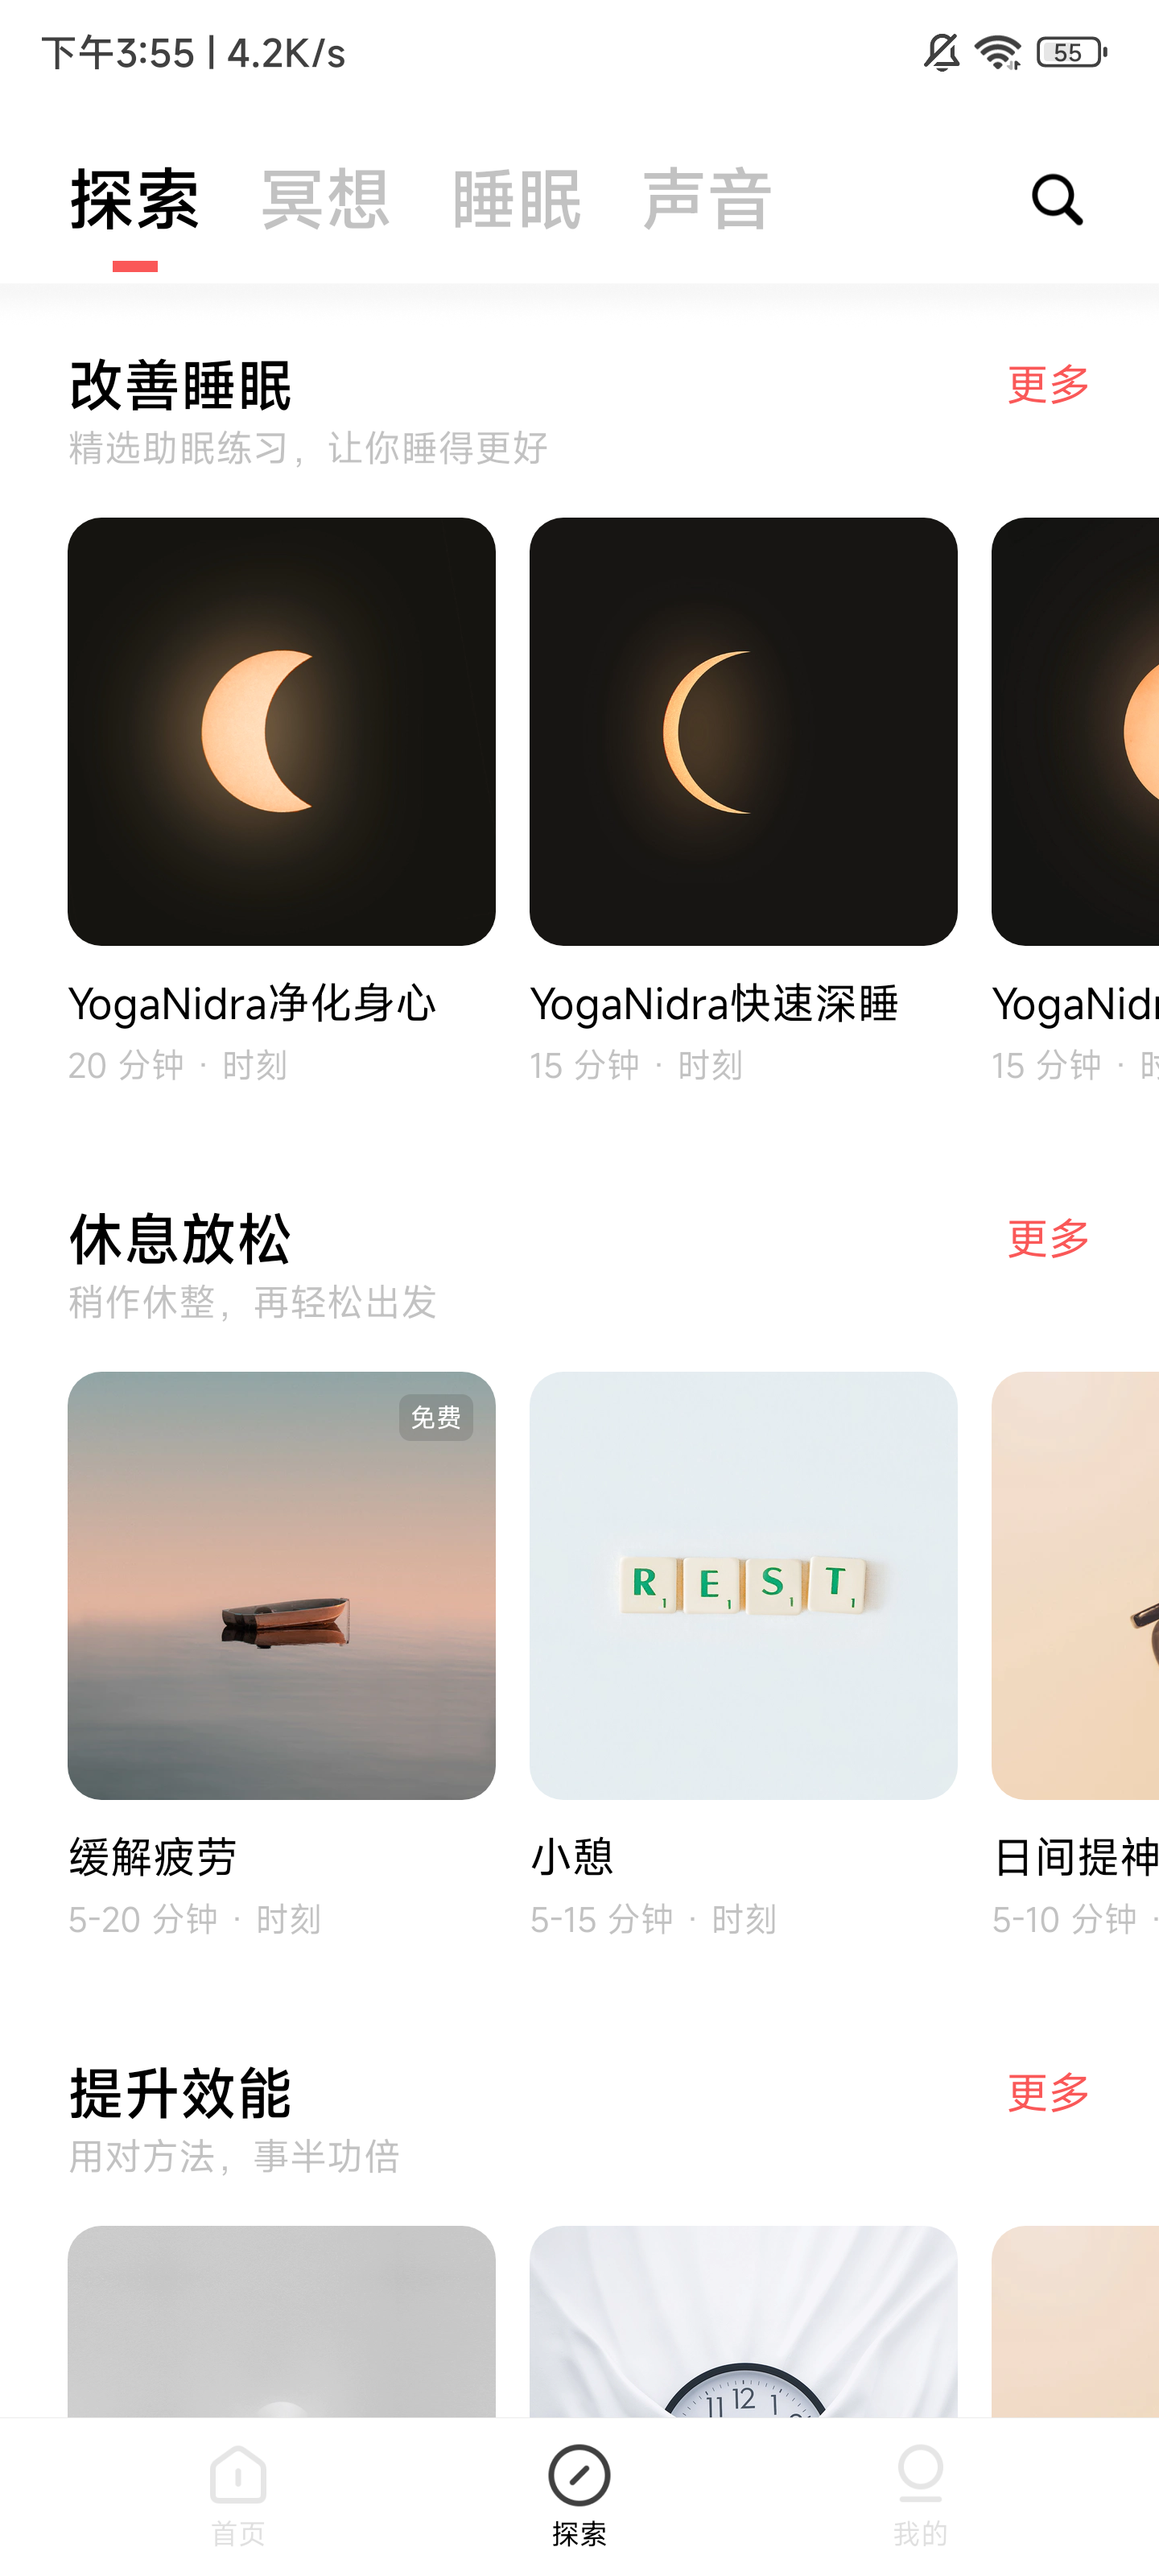 下午3:55 | 4.2K/s
55
探索 冥想 睡眠 声音
改善睡眠 更多
精选助眠练习，让你睡得更好
YogaNidra净化身心 YogaNidra快速深睡
20 分钟 · 时刻 15 分钟 · 时刻 15 分钟 ·
休息放松 更多
稍作休整，再轻松出发
免费
R E S T
1 1 1 1
缓解疲劳 小憩 日间提神
5-20 分钟 · 时刻 5-15 分钟 · 时刻 5-10 分钟 ·
提升效能 更多
用对方法，事半功倍
11 12 1
首页 探索 我的